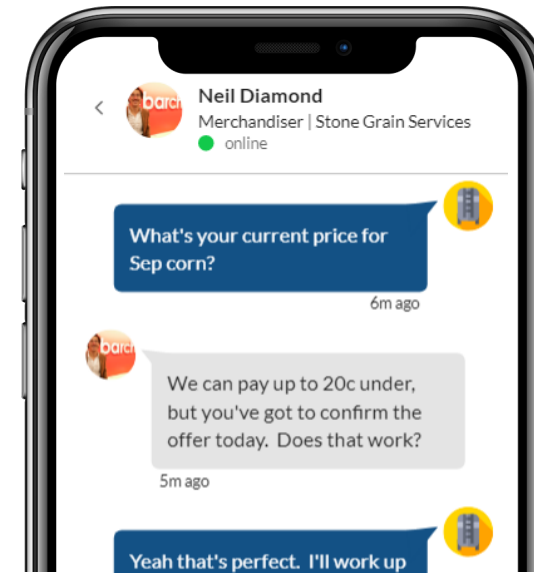 barch
Neil Diamond
Merchandiser | Stone Grain Services
online
What's your current price for
Sep corn?
6m ago
barch
We can pay up to 20c under,
but you've got to confirm the
offer today. Does that work?
5m ago
Yeah that's perfect. I'll work up